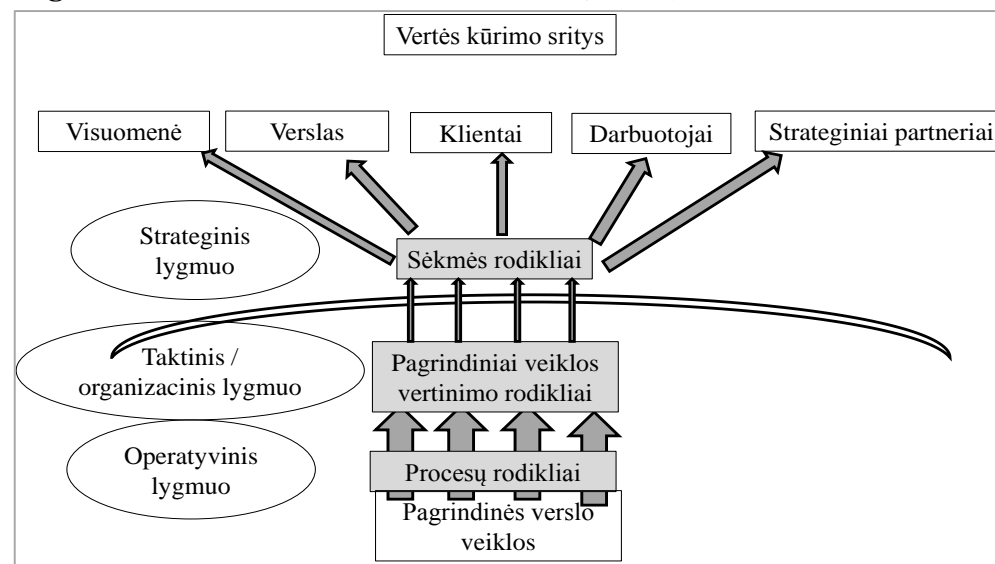 Vertės kūrimo sritys
Visuomenė
Verslas
Klientai
Darbuotojai
Strateginiai partneriai
Strateginis
lygmuo
Sėkmės rodikliai
Taktinis /
organizacinis lygmuo
Pagrindiniai veiklos
vertinimo rodikliai
Operatyvinis
lygmuo
Procesų rodikliai
Pagrindinės verslo
veiklos